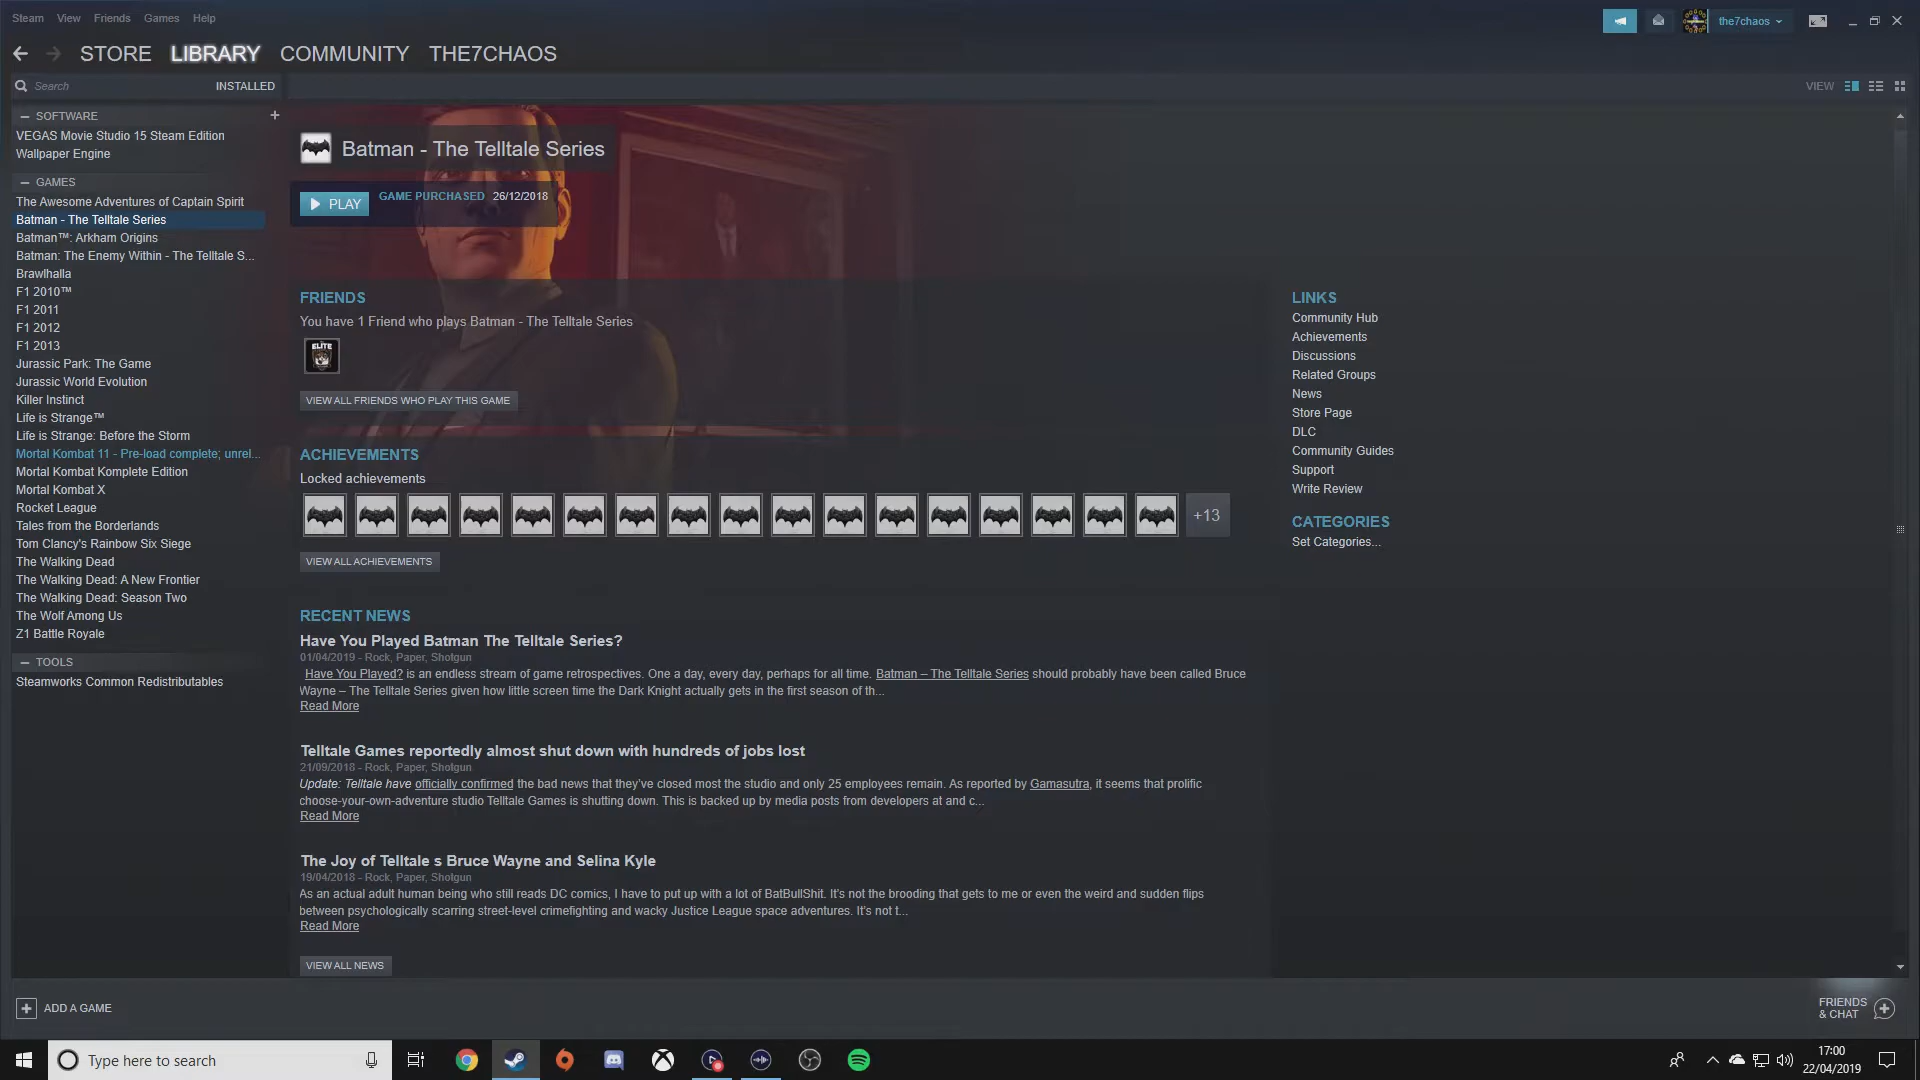 Steam View Friends Games Help
the7chaos
STORE LIBRARY COMMUNITY THE7CHAOS
Search INSTALLED
VIEW
SOFTWARE
VEGAS Movie Studio 15 Steam Edition
Wallpaper Engine
GAMES
The Awesome Adventures of Captain Spirit
Batman - The Telltale Series
Batman™: Arkham Origins
Batman: The Enemy Within - The Telltale S...
Brawlhalla
F1 2010™
F1 2011
F1 2012
F1 2013
Jurassic Park: The Game
Jurassic World Evolution
Killer Instinct
Life is Strange™
Life is Strange: Before the Storm
Mortal Kombat 11 - Pre-load complete; unrel...
Mortal Kombat Komplete Edition
Mortal Kombat X
Rocket League
Tales from the Borderlands
Tom Clancy's Rainbow Six Siege
The Walking Dead
The Walking Dead: A New Frontier
The Walking Dead: Season Two
The Wolf Among Us
Z1 Battle Royale
TOOLS
Steamworks Common Redistributables
Batman - The Telltale Series
PLAY GAME PURCHASED 26/12/2018
FRIENDS
You have 1 Friend who plays Batman - The Telltale Series
ELITE
VIEW ALL FRIENDS WHO PLAY THIS GAME
ACHIEVEMENTS
Locked achievements
+13
VIEW ALL ACHIEVEMENTS
RECENT NEWS
Have You Played Batman The Telltale Series?
01/04/2019 - Rock, Paper, Shotgun
Have You Played? is an endless stream of game retrospectives. One a day, every day, perhaps for all time. Batman – The Telltale Series should probably have been called Bruce
Wayne – The Telltale Series given how little screen time the Dark Knight actually gets in the first season of th...
Read More
Telltale Games reportedly almost shut down with hundreds of jobs lost
21/09/2018 - Rock, Paper, Shotgun
Update: Telltale have officially confirmed the bad news that they've closed most the studio and only 25 employees remain. As reported by Gamasutra, it seems that prolific
choose-your-own-adventure studio Telltale Games is shutting down. This is backed up by media posts from developers at and c...
Read More
The Joy of Telltale s Bruce Wayne and Selina Kyle
19/04/2018 - Rock, Paper, Shotgun
As an actual adult human being who still reads DC comics, I have to put up with a lot of BatBullShit. It's not the brooding that gets to me or even the weird and sudden flips
between psychologically scarring street-level crimefighting and wacky Justice League space adventures. It's not t...
Read More
VIEW ALL NEWS
LINKS
Community Hub
Achievements
Discussions
Related Groups
News
Store Page
DLC
Community Guides
Support
Write Review
CATEGORIES
Set Categories...
ADD A GAME
FRIENDS
& CHAT
Type here to search
17:00
22/04/2019